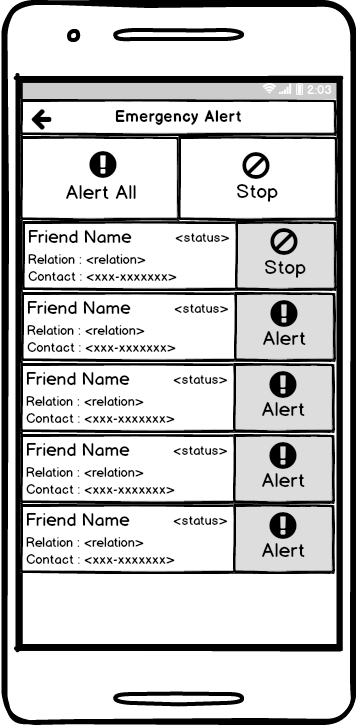 2:03
Emergency Alert
Alert All
Stop
Friend Name <status>
Relation : <relation>
Contact : <xxx-xxxxxxx>
Stop
Friend Name <status>
Relation : <relation>
Contact : <xxx-xxxxxxx>
Alert
Friend Name <status>
Relation : <relation>
Contact : <xxx-xxxxxxx>
Alert
Friend Name <status>
Relation : <relation>
Contact : <xxx-xxxxxxx>
Alert
Friend Name <status>
Relation : <relation>
Contact : <xxx-xxxxxxx>
Alert